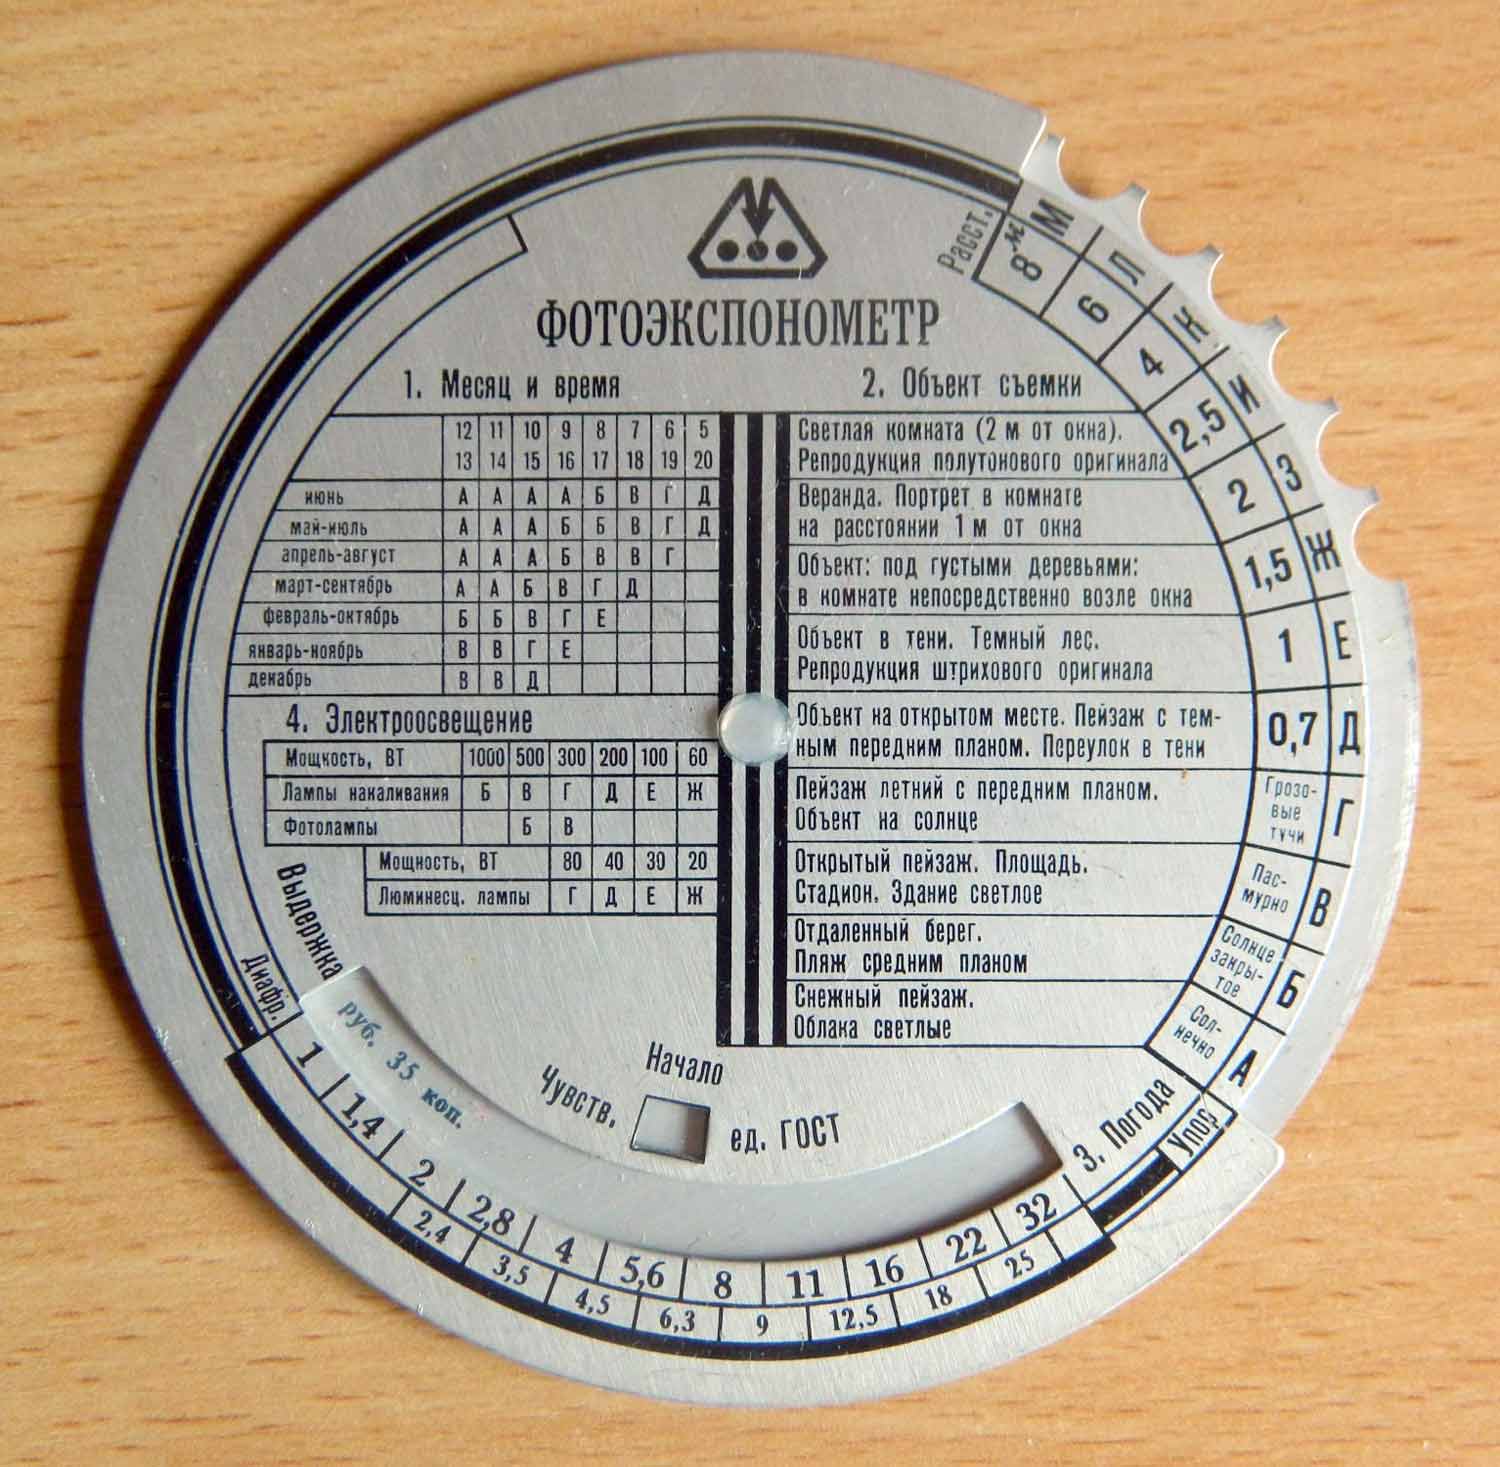 ФОТОЭКСПОНОМЕТР
1. Месяц и время
12 11 10 9 8 7 6 5
13 14 15 16 17 18 19 20
июнь А А А А Б В Г Д
май-июль А А А Б Б В Г Д
апрель-август А А А Б В В Г
март-сентябрь А А Б В Г Д
февраль-октябрь Б Б В Г Е
январь-ноябрь В В Г Е
декабрь В В Д
4. Электроосвещение
Мощность, ВТ 1000 500 300 200 100 60
Лампы накаливания Б В Г Д Е Ж
Фотолампы Б В
Мощность, ВТ 80 40 30 20
Люминесц. лампы Г Д Е Ж
2. Объект съемки
Светлая комната (2 м от окна).
Репродукция полутонового оригинала
Веранда. Портрет в комнате
на расстоянии 1 м от окна
Объект: под густыми деревьями:
в комнате непосредственно возле окна
Объект в тени. Темный лес.
Репродукция штрихового оригинала
Объект на открытом месте. Пейзаж с тем-
ным передним планом. Переулок в тени
Пейзаж летний с передним планом.
Объект на солнце
Открытый пейзаж. Площадь.
Стадион. Здание светлое
Отдаленный берег.
Пляж средним планом
Снежный пейзаж.
Облака светлые
Расст.
8 м
6
4
2,5
2
1,5
1
0,7
Грозо-
вые
тучи
Пас-
мурно
Солнце
закры-
тое
Сол-
нечно
М
Л
К
И
З
Ж
Е
Д
Г
В
Б
А
Упор
3. Погода
Выдержка
Диафр.
руб. 35 коп.
Начало
Чувств.
ед. ГОСТ
1 1,4 2 2,8 4 5,6 8 11 16 22 32
2,4 3,5 4,5 6,3 9 12,5 18 25